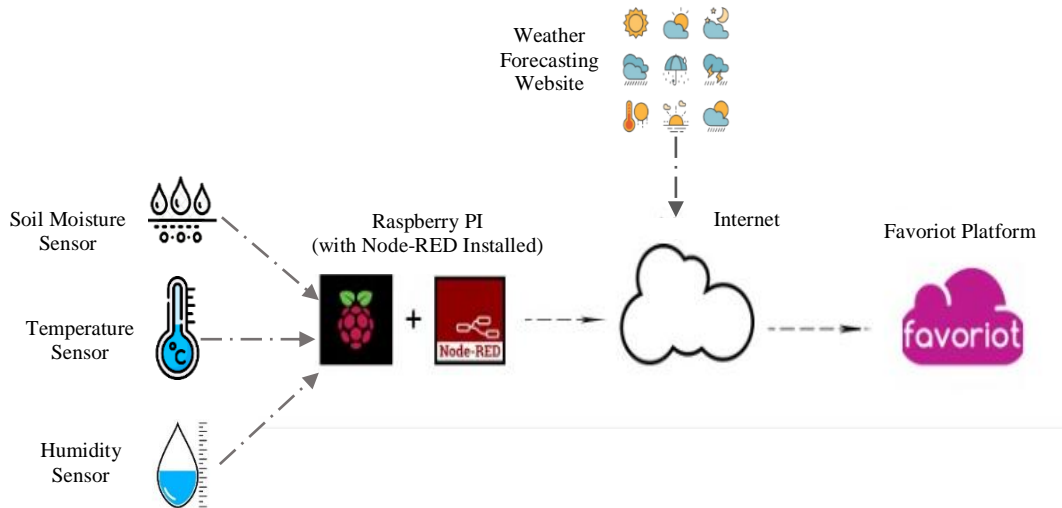 Weather
Forecasting
Website
Soil Moisture
Sensor
Raspberry PI
(with Node-RED Installed)
Internet
Favoriot Platform
Temperature
Sensor
°C
+
Node-RED
favoriot
Humidity
Sensor